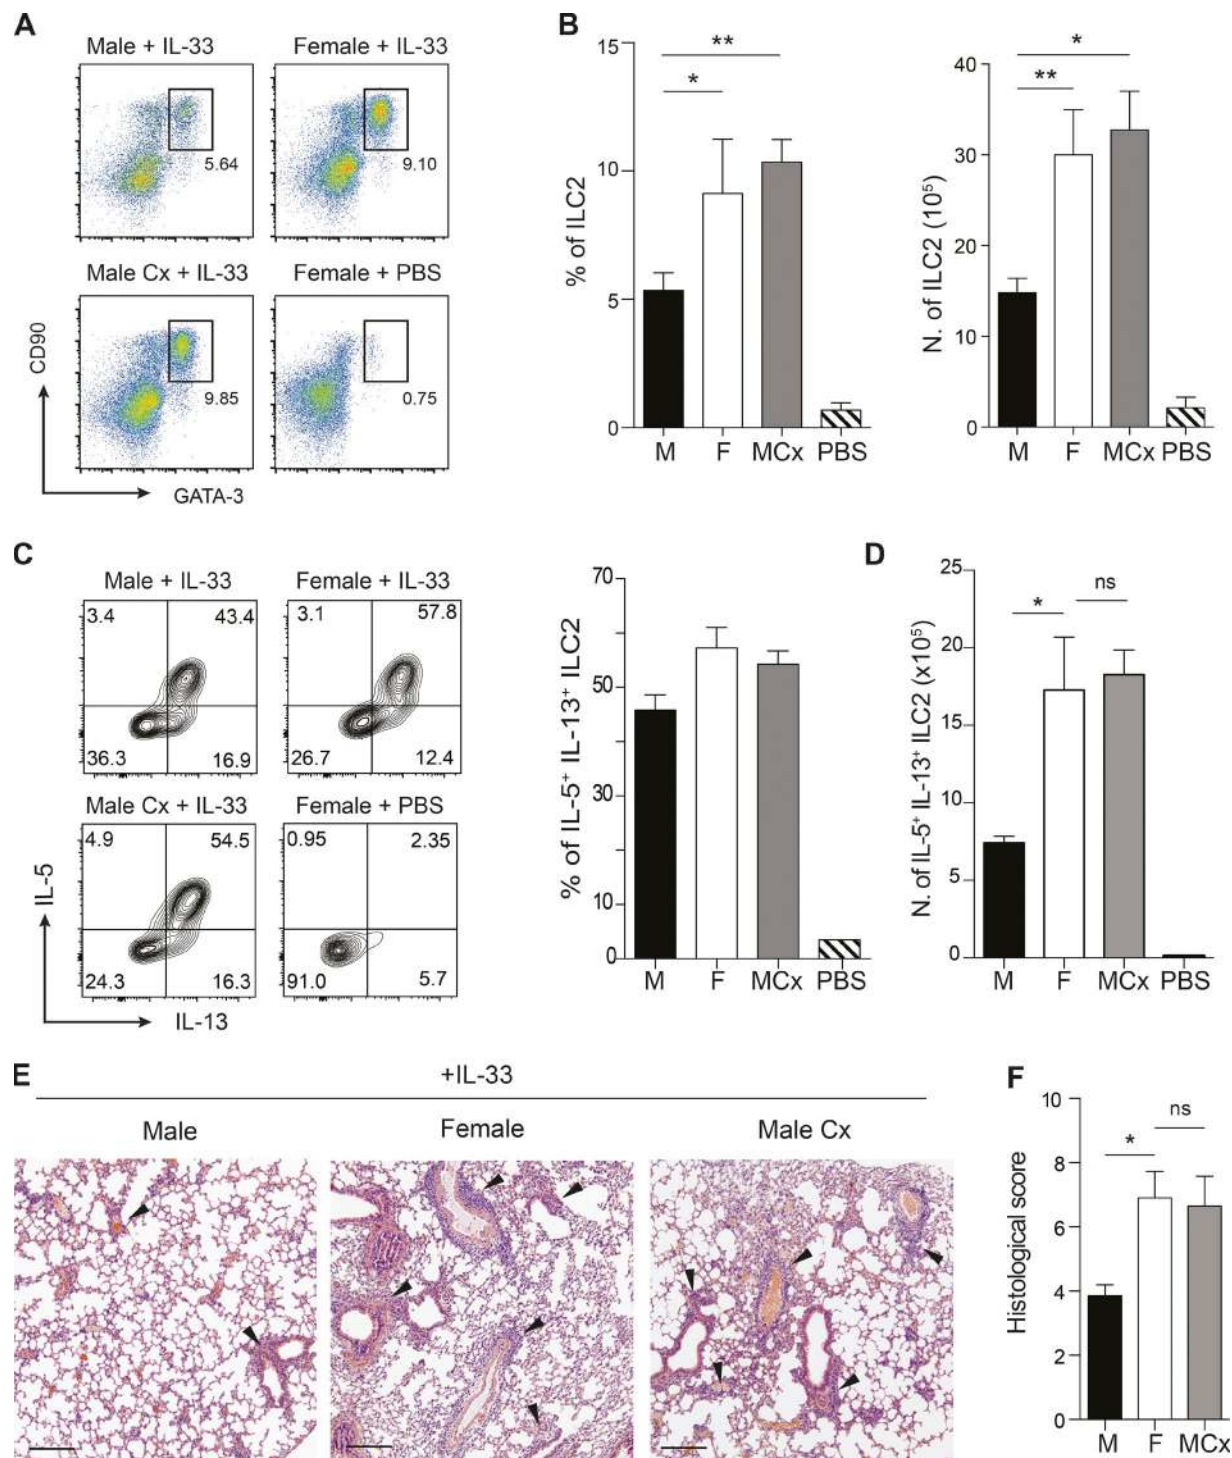 A
Male + IL-33
Female + IL-33
5.64
9.10
Male Cx + IL-33
Female + PBS
9.85
0.75
CD90
GATA-3
B
15
10
5
0
% of ILC2
**
*
M F MCx PBS
40
30
20
10
0
N. of ILC2 (10⁵)
*
**
M F MCx PBS
C
Male + IL-33
Female + IL-33
3.4 43.4
36.3 16.9
3.1 57.8
26.7 12.4
Male Cx + IL-33
Female + PBS
4.9 54.5
24.3 16.3
0.95 2.35
91.0 5.7
IL-5
IL-13
70
50
30
10
0
% of IL-5⁺ IL-13⁺ ILC2
M F MCx PBS
D
25
20
15
10
5
0
N. of IL-5⁺ IL-13⁺ ILC2 (x10⁵)
ns
*
M F MCx PBS
E
+IL-33
Male
Female
Male Cx
F
10
8
6
4
2
0
Histological score
ns
*
M F MCx